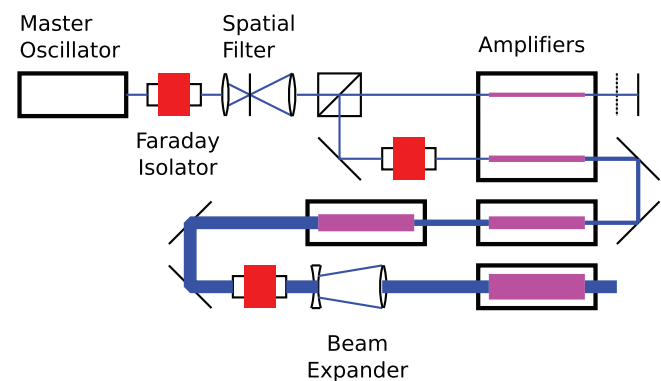 Master
Oscillator
Spatial
Filter
Amplifiers
Faraday
Isolator
Beam
Expander